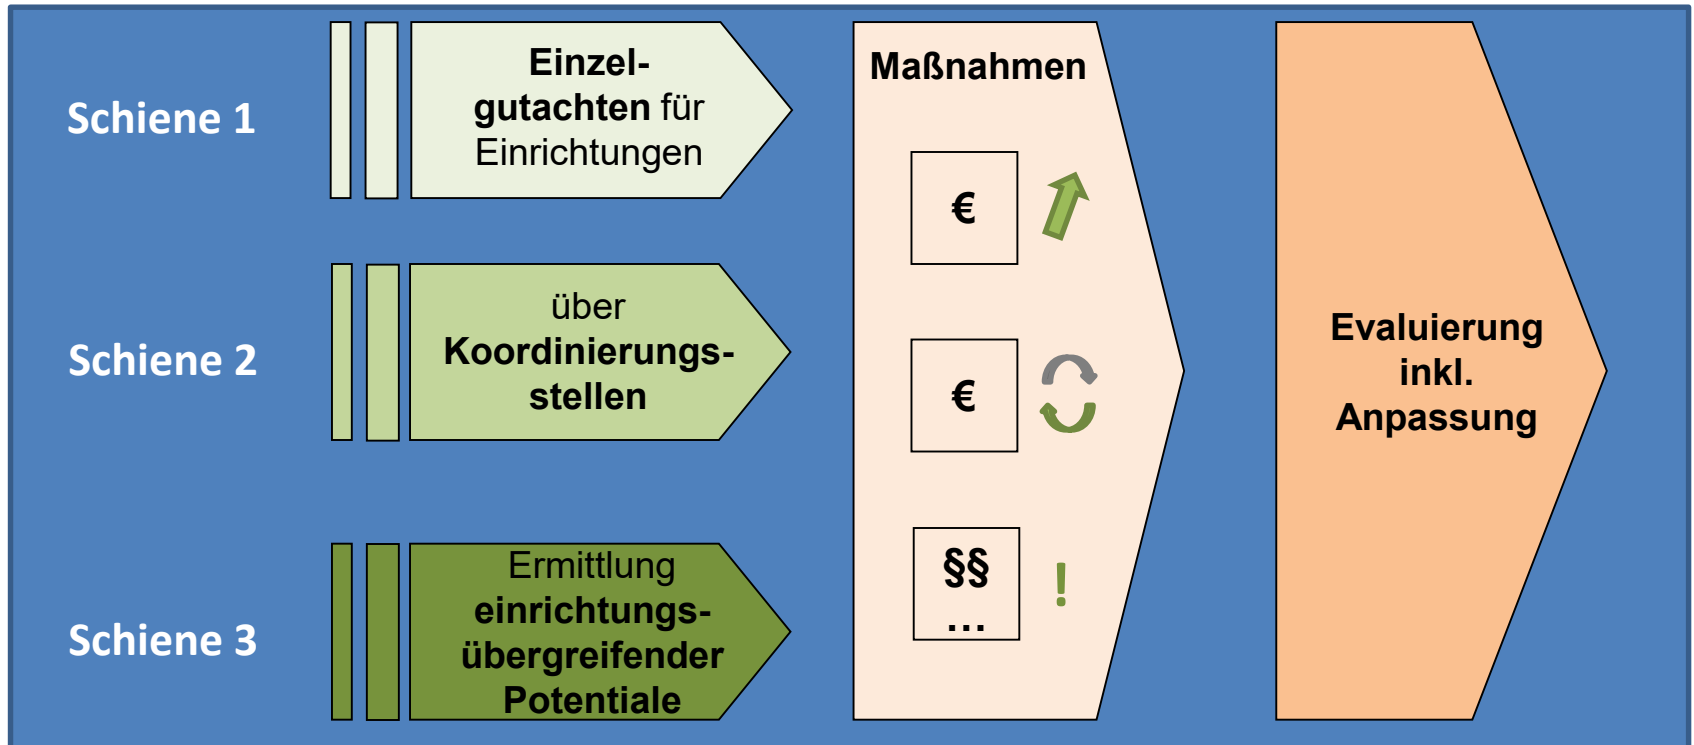 Schiene 1
Einzel-
gutachten für
Einrichtungen
Schiene 2
über
Koordinierungs-
stellen
Schiene 3
Ermittlung
einrichtungs-
übergreifender
Potentiale
Maßnahmen
€
€
§§
...
!
Evaluierung
inkl.
Anpassung